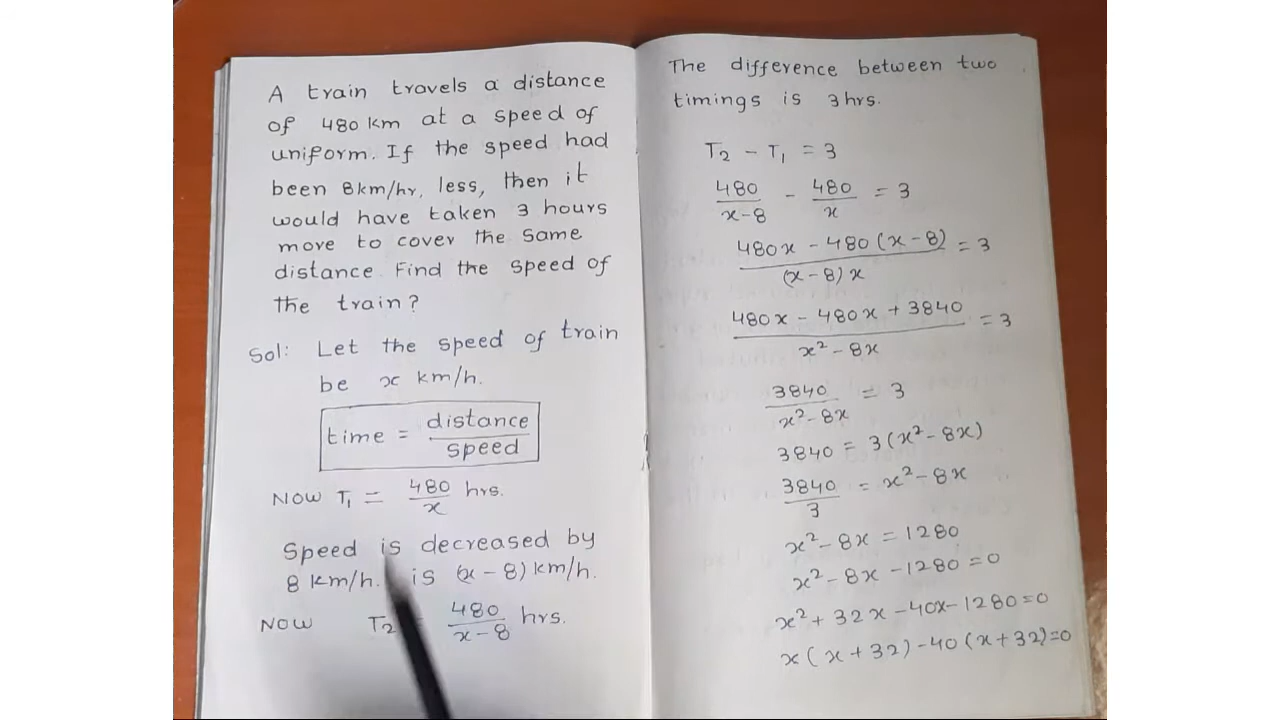 A train travels a distance
of 480 km at a speed of
uniform. If the speed had
been 8km/hr, less, then it
would have taken 3 hours
move to cover the same
distance. Find the speed of
the train?
Sol: Let the speed of train
be x km/h.
time = distance/speed
Now T₁ = 480/x hrs.
Speed is decreased by
8 km/h. is (x-8) km/h.
Now T₂ = 480/x-8 hrs.
The difference between two
timings is 3 hrs.
T₂ - T₁ = 3
480/x-8 - 480/x = 3
480x - 480(x-8)/(x-8)x = 3
480x - 480x + 3840/x² - 8x = 3
3840/x² - 8x = 3
3840 = 3(x² - 8x)
3840/3 = x² - 8x
x² - 8x = 1280
x² - 8x - 1280 = 0
x² + 32x - 40x - 1280 = 0
x(x + 32) - 40(x + 32) = 0